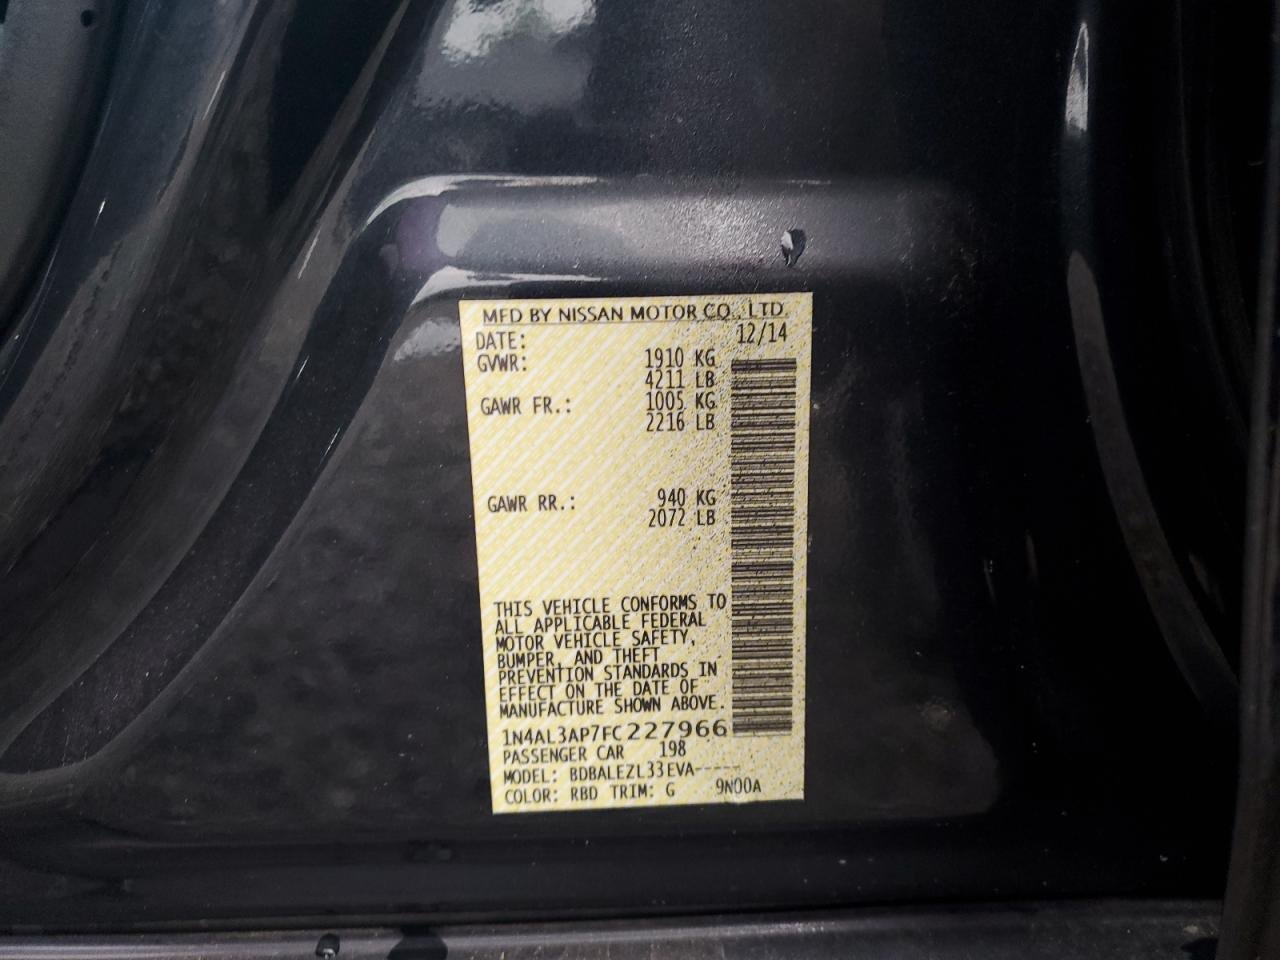 MFD BY NISSAN MOTOR CO., LTD.
DATE: 12/14
GVWR: 1910 KG
4211 LB
GAWR FR.: 1005 KG
2216 LB
GAWR RR.: 940 KG
2072 LB
THIS VEHICLE CONFORMS TO
ALL APPLICABLE FEDERAL
MOTOR VEHICLE SAFETY,
BUMPER, AND THEFT
PREVENTION STANDARDS IN
EFFECT ON THE DATE OF
MANUFACTURE SHOWN ABOVE.
1N4AL3AP7FC227966
PASSENGER CAR 198
MODEL: BDBALEZL33EVA-----
COLOR: RBD TRIM: G 9N00A